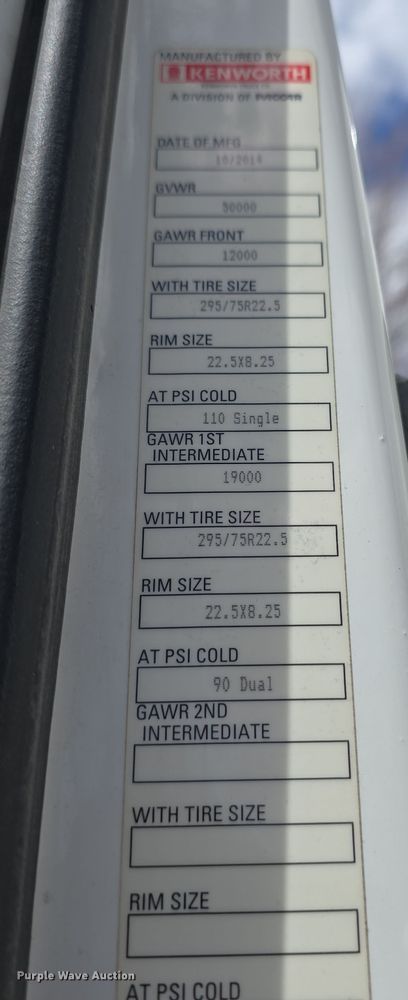 MANUFACTURED BY
KENWORTH
A DIVISION OF PACCAR
DATE OF MFG
10/2014
GVWR
50000
GAWR FRONT
12000
WITH TIRE SIZE
295/75R22.5
RIM SIZE
22.5X8.25
AT PSI COLD
110 Single
GAWR 1ST
INTERMEDIATE
19000
WITH TIRE SIZE
295/75R22.5
RIM SIZE
22.5X8.25
AT PSI COLD
90 Dual
GAWR 2ND
INTERMEDIATE
WITH TIRE SIZE
RIM SIZE
AT PSI COLD
Purple Wave Auction